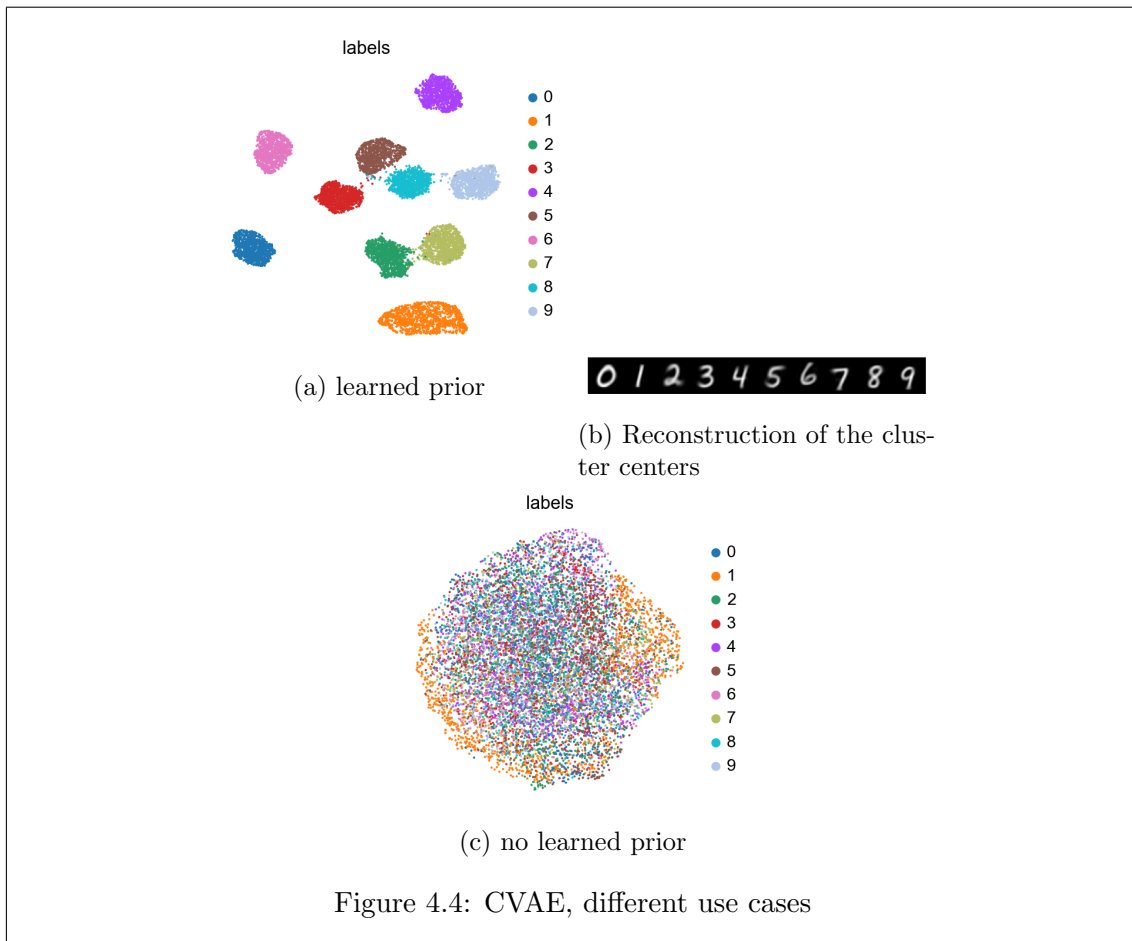 labels
0
1
2
3
4
5
6
7
8
9
(a) learned prior
0 1 2 3 4 5 6 7 8 9
(b) Reconstruction of the clus-
ter centers
labels
0
1
2
3
4
5
6
7
8
9
(c) no learned prior
Figure 4.4: CVAE, different use cases